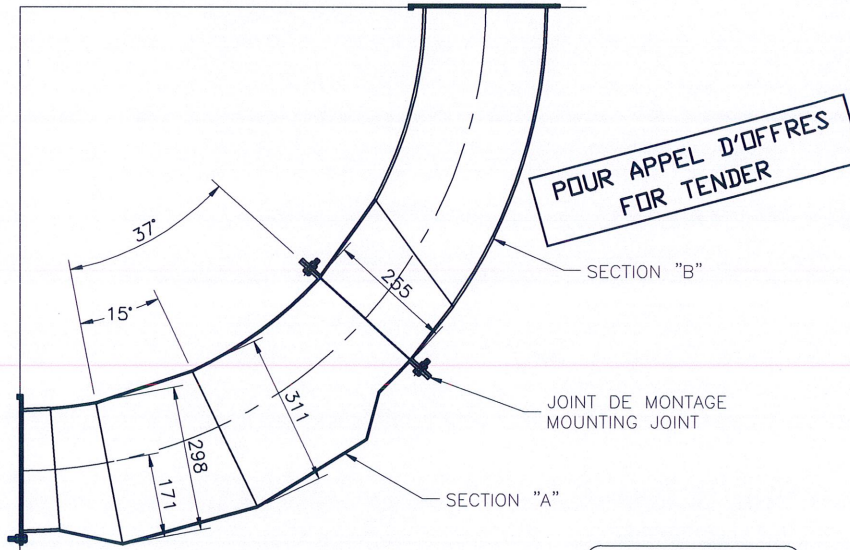 POUR APPEL D'OFFRES
FOR TENDER
37°
SECTION "B"
255
15°
311
JOINT DE MONTAGE
MOUNTING JOINT
298
171
SECTION "A"